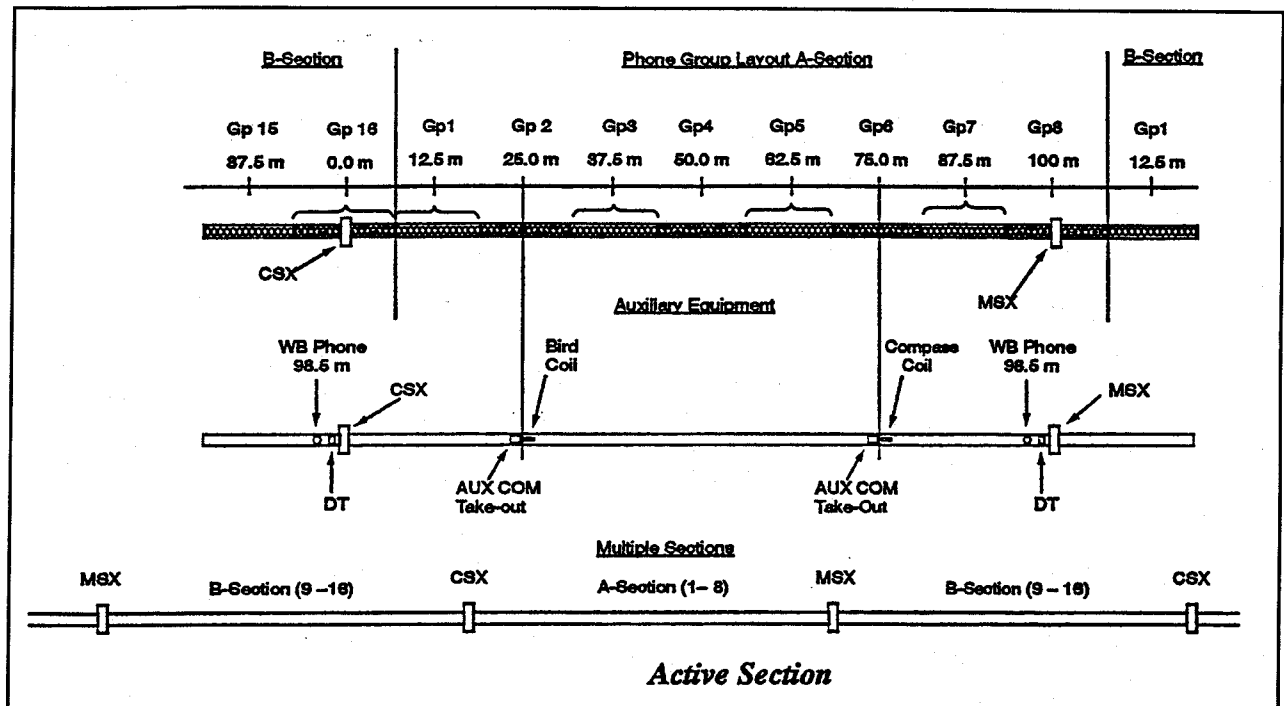 B-Section Phone Group Layout A-Section B-Section
Gp 15 Gp 16 Gp1 Gp 2 Gp3 Gp4 Gp5 Gp6 Gp7 Gp8 Gp1
87.5 m 0.0 m 12.5 m 25.0 m 37.5 m 50.0 m 62.5 m 75.0 m 87.5 m 100 m 12.5 m
CSX
MSX
Auxiliary Equipment
WB Phone
98.5 m
CSX
Bird
Coil
Compass
Coil
WB Phone
98.5 m
MSX
DT
AUX COM
Take-out
AUX COM
Take-Out
DT
Multiple Sections
MSX B-Section (9 – 16) CSX A-Section (1 – 8) MSX B-Section (9 – 16) CSX
Active Section